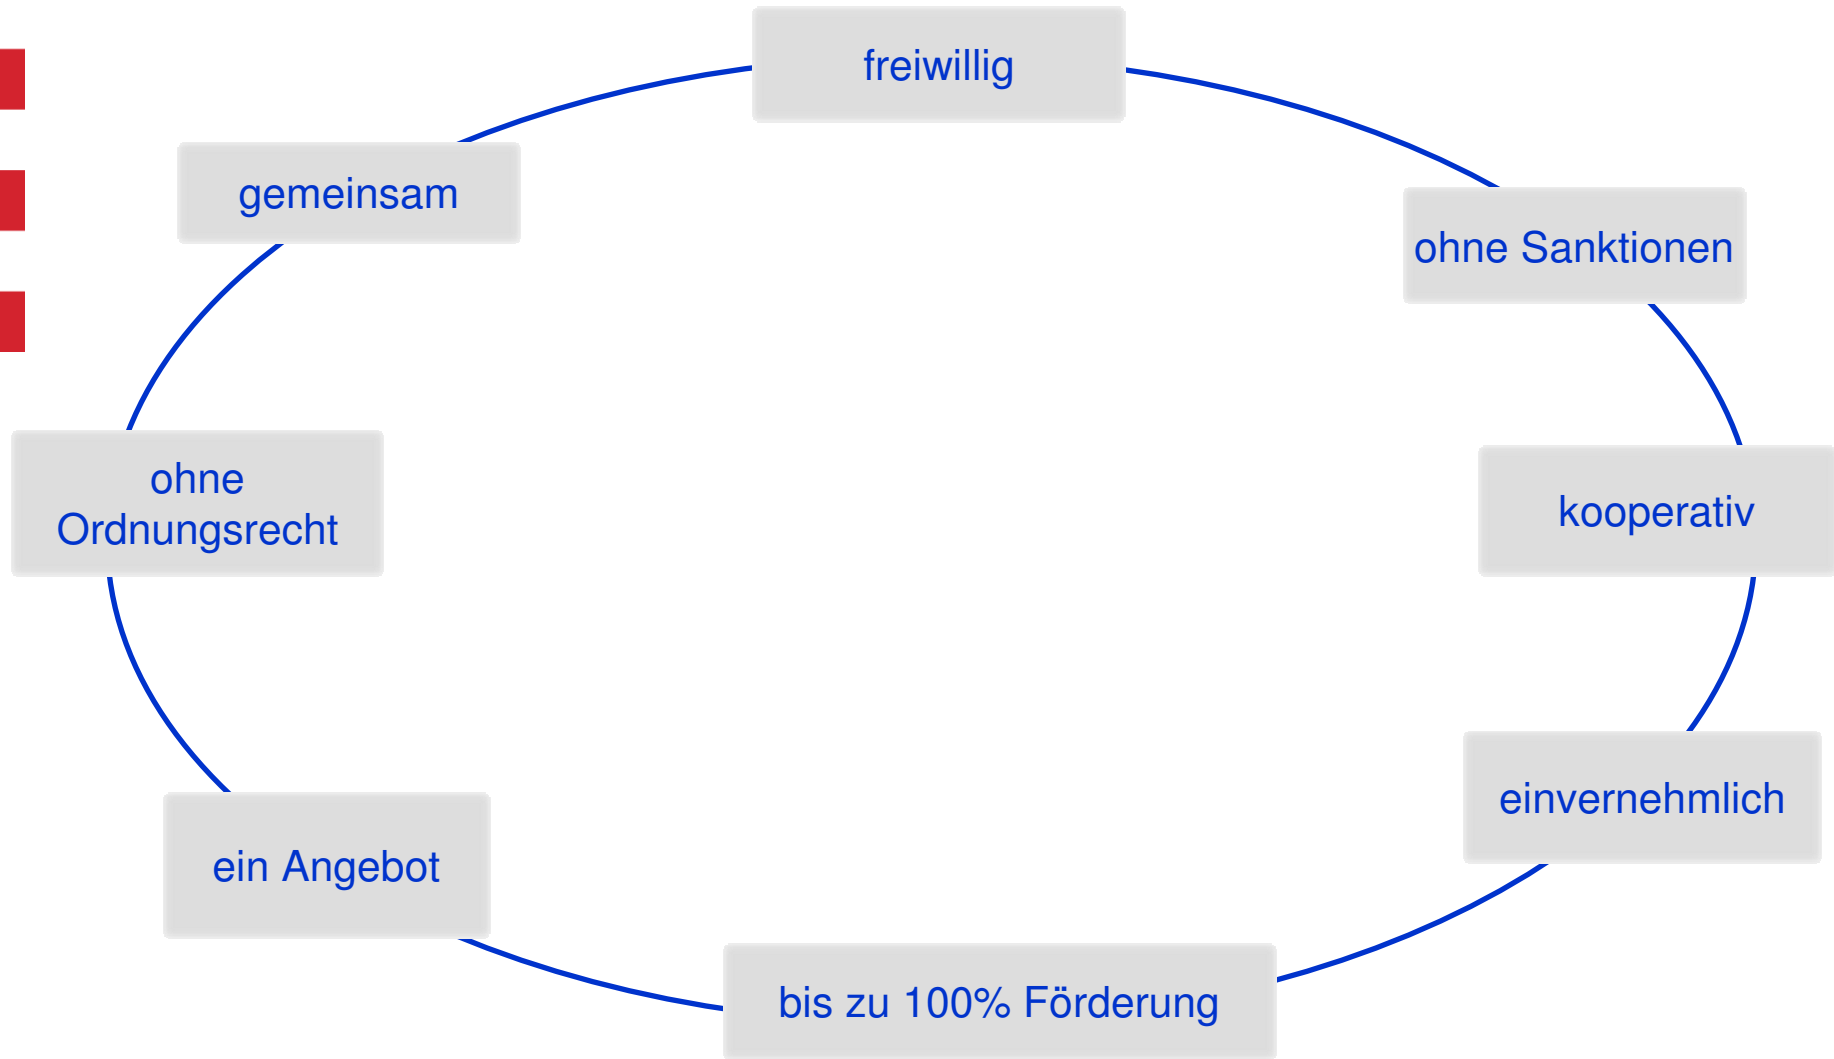 freiwillig
gemeinsam
ohne Sanktionen
ohne
Ordnungsrecht
kooperativ
einvernehmlich
ein Angebot
bis zu 100% Förderung